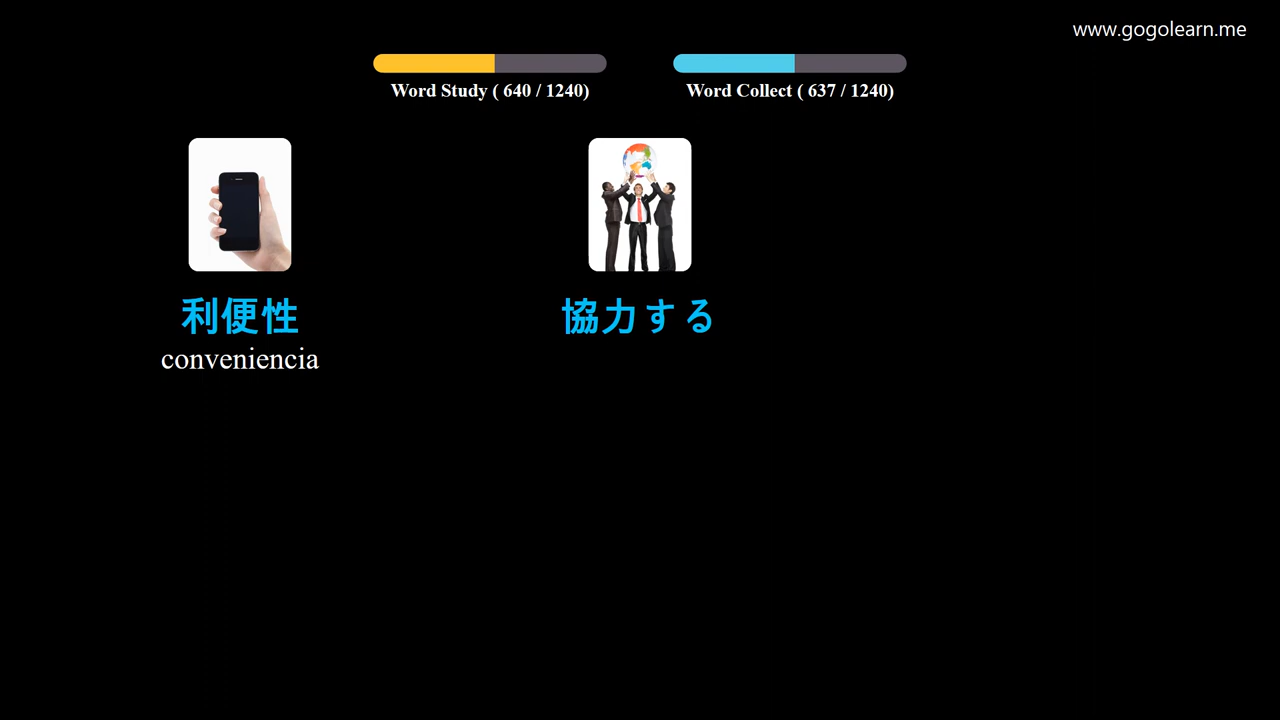 www.gogolearn.me
Word Study ( 640 / 1240)
Word Collect ( 637 / 1240)
利便性
協力する
conveniencia